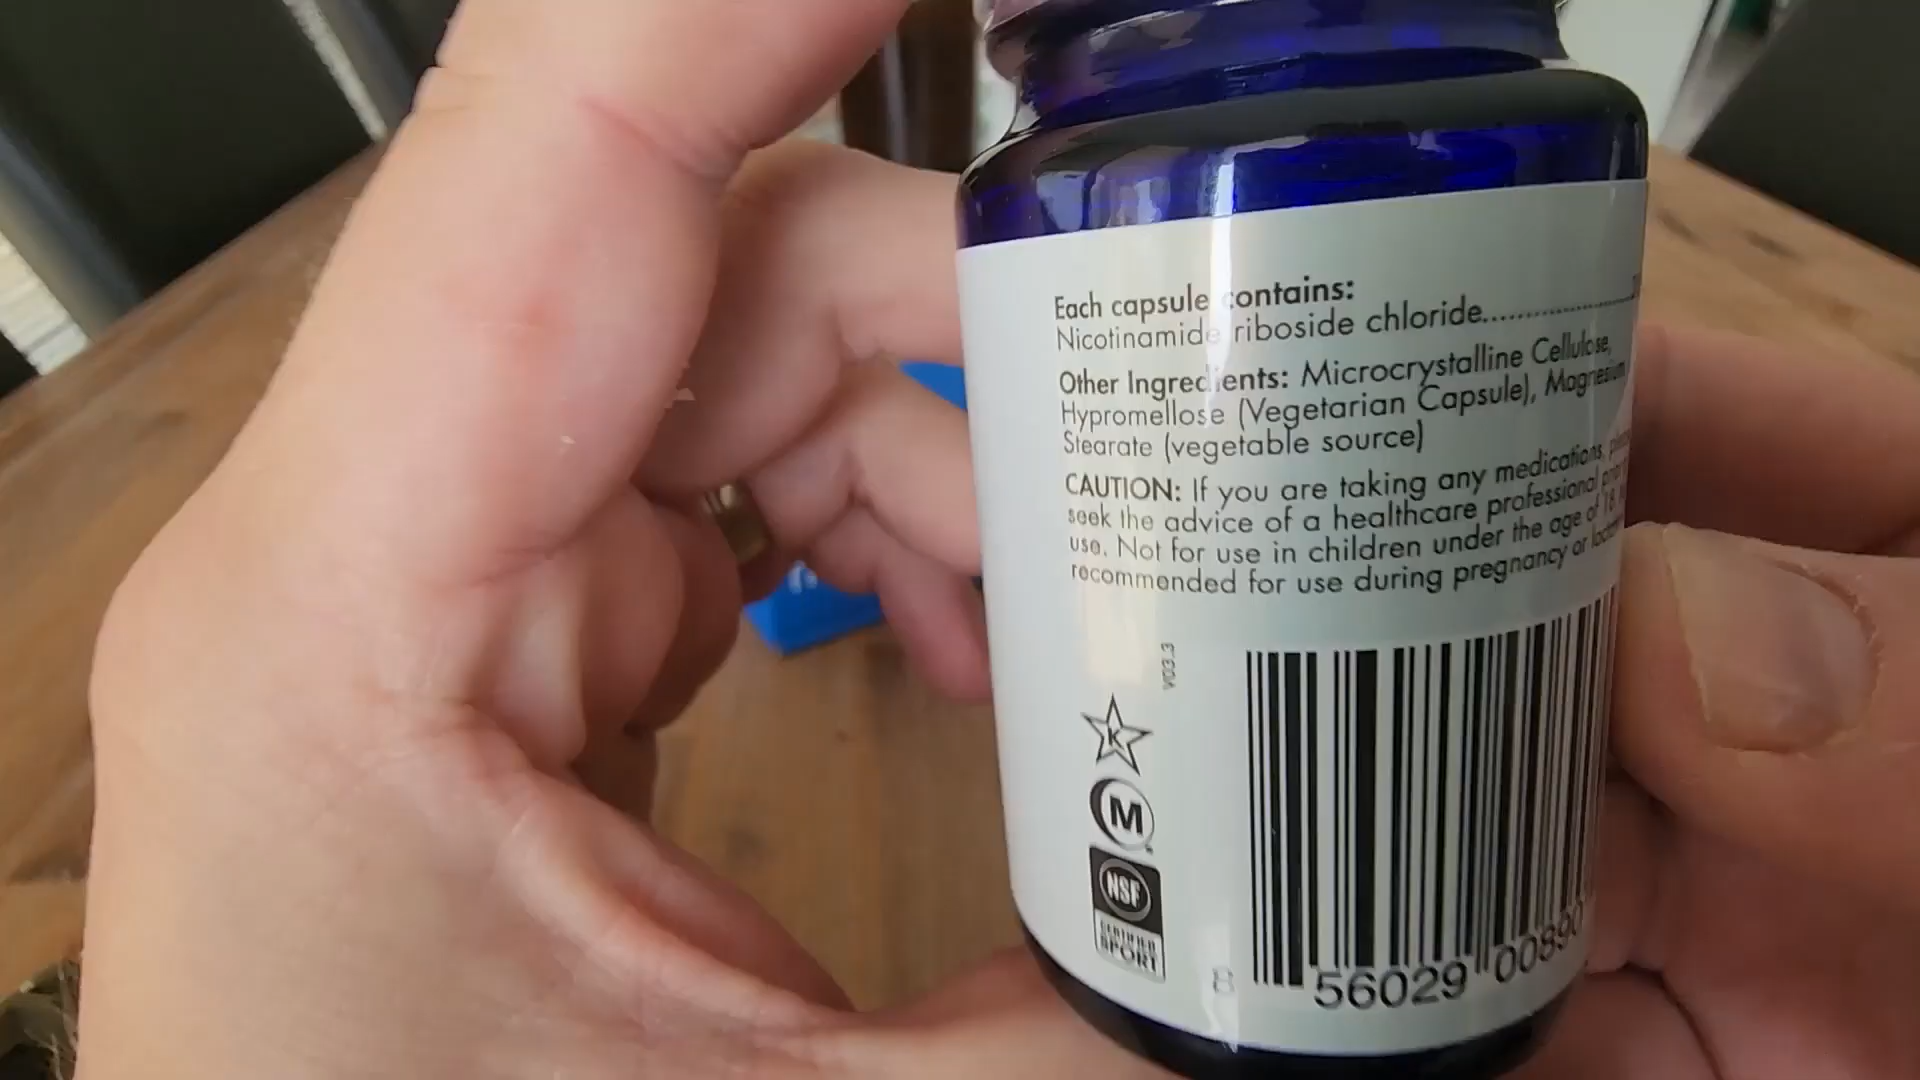 Each capsule contains:
Nicotinamide riboside chloride
Other Ingredients: Microcrystalline Cellulose,
Hypromellose (Vegetarian Capsule), Magnesium
Stearate (vegetable source)
CAUTION: If you are taking any medications,
seek the advice of a healthcare professional
use. Not for use in children under the age of 18.
recommended for use during pregnancy or
V03.3
K
M
NSF
CERTIFIED
SPORT
8 56029 00890